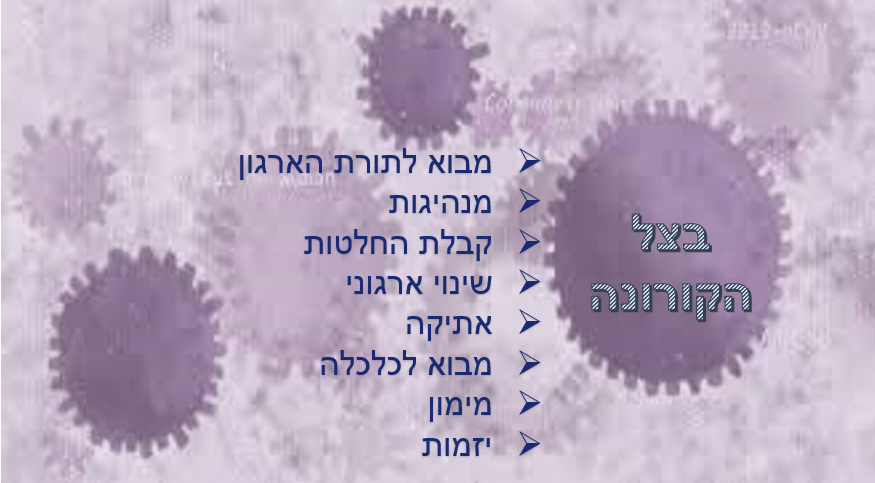 בצל
הקורונה
מבוא לתורת הארגון
מנהיגות
קבלת החלטות
שינוי ארגוני
אתיקה
מבוא לכלכלה
מימון
יזמות